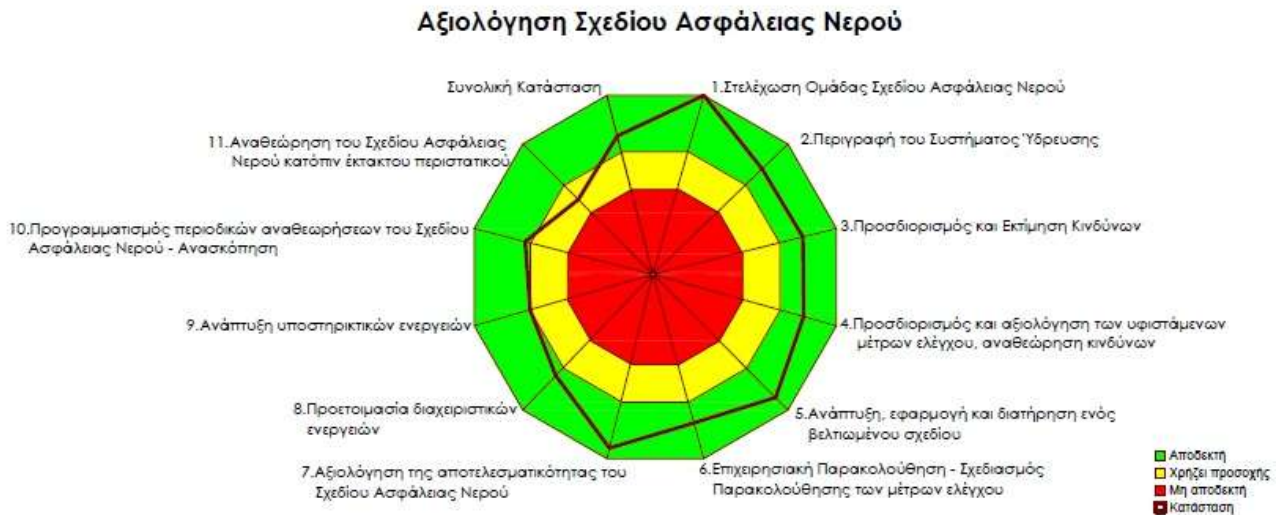 Αξιολόγηση Σχεδίου Ασφάλειας Νερού
Συνολική Κατάσταση
1.Στελέχωση Ομάδας Σχεδίου Ασφάλειας Νερού
2.Περιγραφή του Συστήματος Ύδρευσης
3.Προσδιορισμός και Εκτίμηση Κινδύνων
4.Προσδιορισμός και αξιολόγηση των υφιστάμενων
μέτρων ελέγχου, αναθεώρηση κινδύνων
5.Ανάπτυξη, εφαρμογή και διατήρηση ενός
βελτιωμένου σχεδίου
6.Επιχειρησιακή Παρακολούθηση - Σχεδιασμός
Παρακολούθησης των μέτρων ελέγχου
7.Αξιολόγηση της αποτελεσματικότητας του
Σχεδίου Ασφάλειας Νερού
8.Προετοιμασία διαχειριστικών
ενεργειών
9.Ανάπτυξη υποστηρικτικών ενεργειών
10.Προγραμματισμός περιοδικών αναθεωρήσεων του Σχεδίου
Ασφάλειας Νερού - Ανασκόπηση
11.Αναθεώρηση του Σχεδίου Ασφάλειας
Νερού κατόπιν έκτακτου περιστατικού
Αποδεκτή
Χρήζει προσοχής
Μη αποδεκτή
Κατάσταση